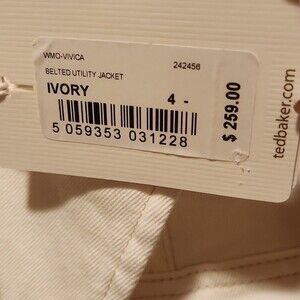 WMO-VIVICA
242456
BELTED UTILITY JACKET
IVORY
4 -
5 059353 031228
$ 259.00
tedbaker.com